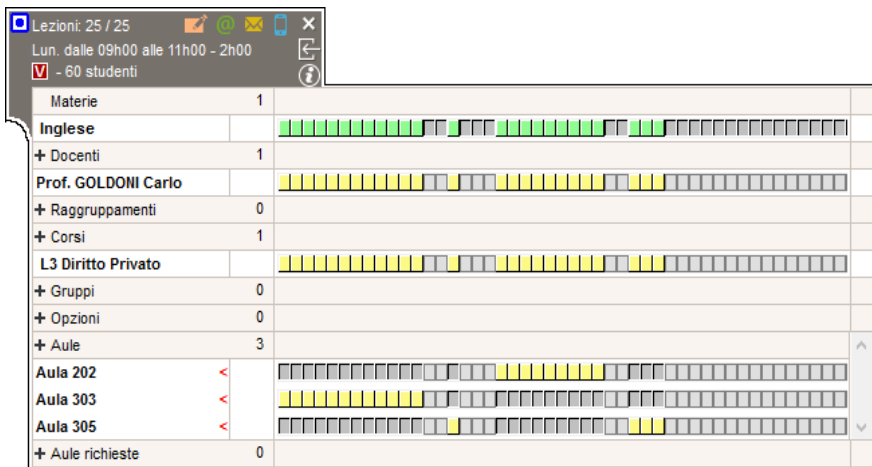 Lezioni: 25 / 25
Lun. dalle 09h00 alle 11h00 - 2h00
V - 60 studenti
Materie 1
Inglese
+ Docenti 1
Prof. GOLDONI Carlo
+ Raggruppamenti 0
+ Corsi 1
L3 Diritto Privato
+ Gruppi 0
+ Opzioni 0
+ Aule 3
Aula 202 <
Aula 303 <
Aula 305 <
+ Aule richieste 0